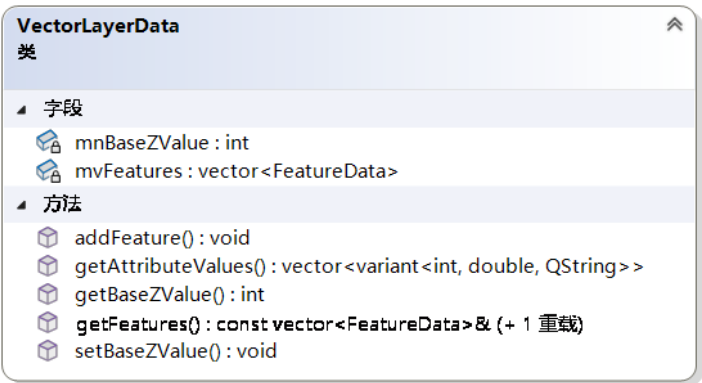 VectorLayerData
类
字段
mnBaseZValue : int
mvFeatures : vector<FeatureData>
方法
addFeature() : void
getAttributeValues() : vector<variant<int, double, QString>>
getBaseZValue() : int
getFeatures() : const vector<FeatureData>& (+ 1 重载)
setBaseZValue() : void